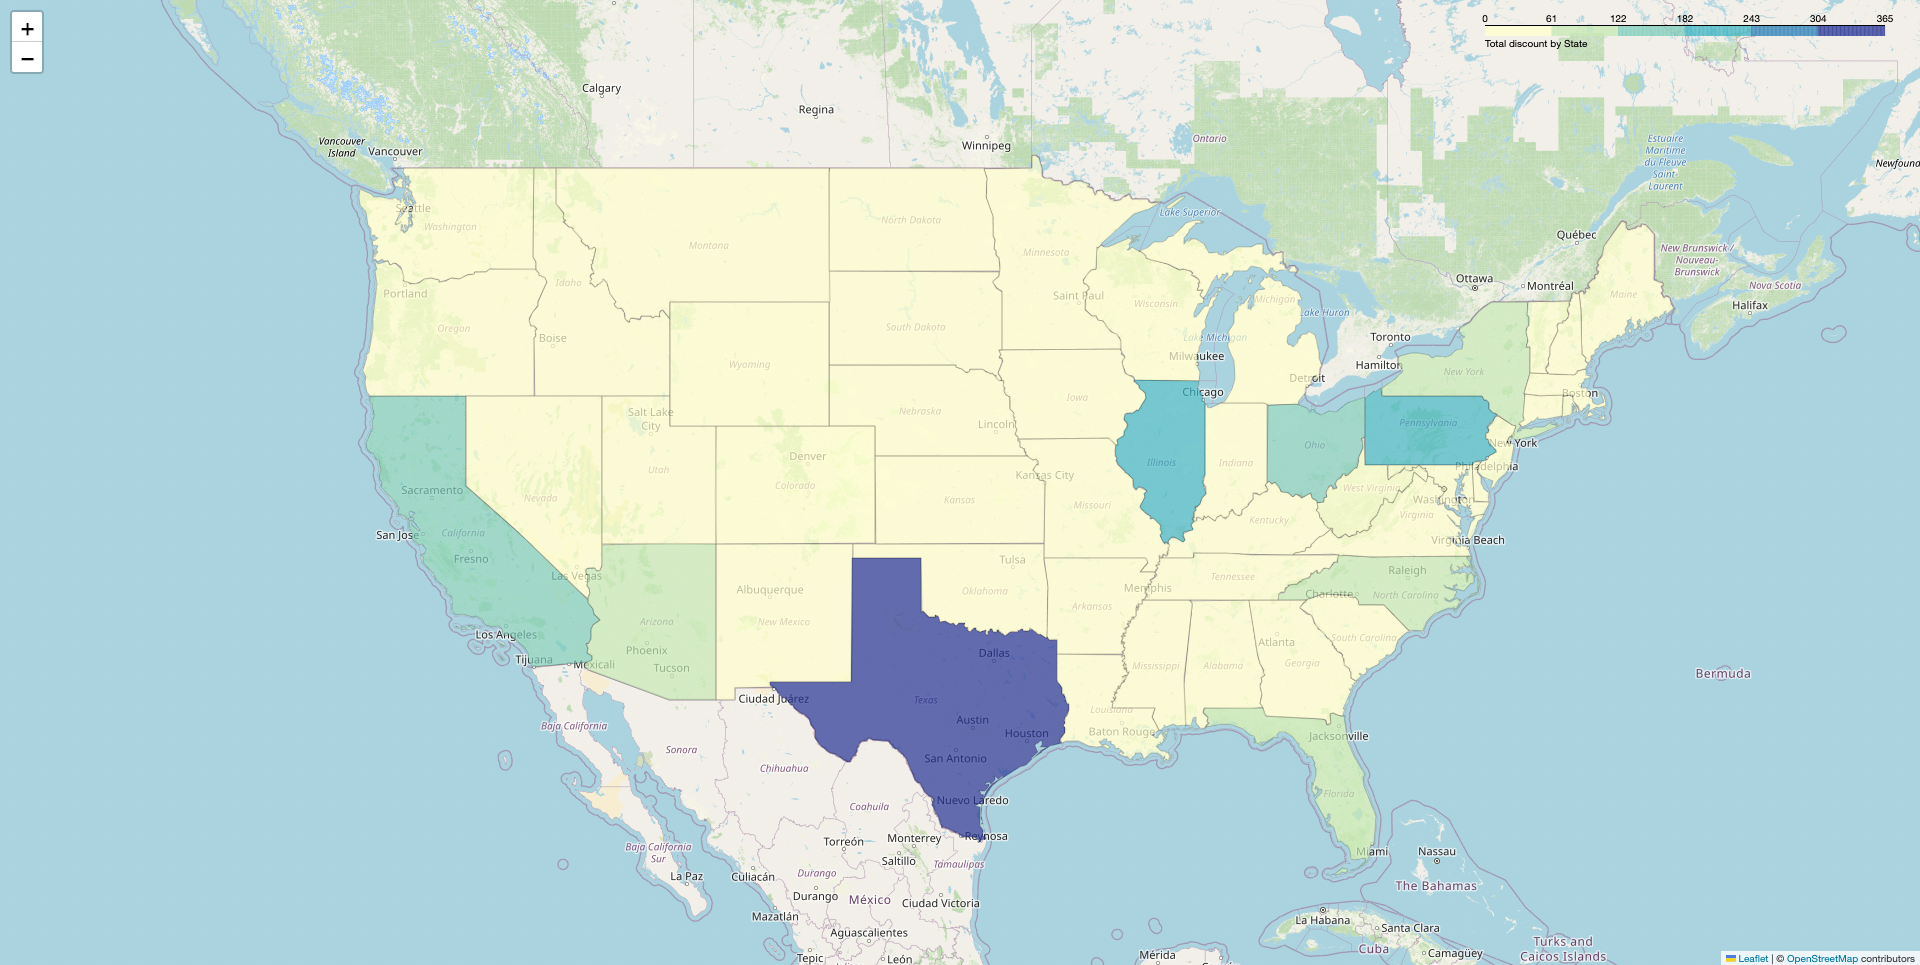 +
−
0 61 122 182 243 304 365
Total discount by State
Calgary
Regina
Winnipeg
Ontario
Vancouver
Island
Vancouver
Estuaire
Maritime
du Fleuve
Saint-
Laurent
Newfoun
Seattle
Washington
Montana
North Dakota
Minnesota
Lake Superior
Québec
New Brunswick /
Nouveau-
Brunswick
Ottawa
Montréal
Nova Scotia
Halifax
Maine
Portland
Oregon
Idaho
Boise
Saint Paul
Wisconsin
Michigan
Lake Huron
South Dakota
Wyoming
Lake Michigan
Milwaukee
Toronto
Hamilton
Detroit
New York
Boston
Chicago
Iowa
Nebraska
Lincoln
Salt Lake
City
Pennsylvania
New York
Ohio
Illinois
Indiana
Philadelphia
Denver
Utah
Colorado
Kansas City
Kansas
Missouri
West Virginia
Washington
Virginia
Kentucky
Virginia Beach
Sacramento
Nevada
San Jose
California
Fresno
Las Vegas
Tulsa
Oklahoma
Albuquerque
New Mexico
Memphis
Tennessee
Arkansas
Raleigh
Charlotte
North Carolina
South Carolina
Atlanta
Georgia
Alabama
Mississippi
Los Angeles
Arizona
Phoenix
Tucson
Tijuana
Mexicali
Dallas
Texas
Austin
Houston
San Antonio
Louisiana
Baton Rouge
Jacksonville
Florida
Miami
Bermuda
Ciudad Juárez
Baja California
Sonora
Chihuahua
Coahuila
Nuevo Laredo
Reynosa
Monterrey
Torreón
Saltillo
Tamaulipas
Baja California
Sur
La Paz
Culiacán
Durango
Durango
México
Ciudad Victoria
Mazatlán
Aguascalientes
Tepic
León
Nassau
The Bahamas
La Habana
Santa Clara
Cuba
Camagüey
Turks and
Caicos Islands
Mérida
Leaflet | © OpenStreetMap contributors